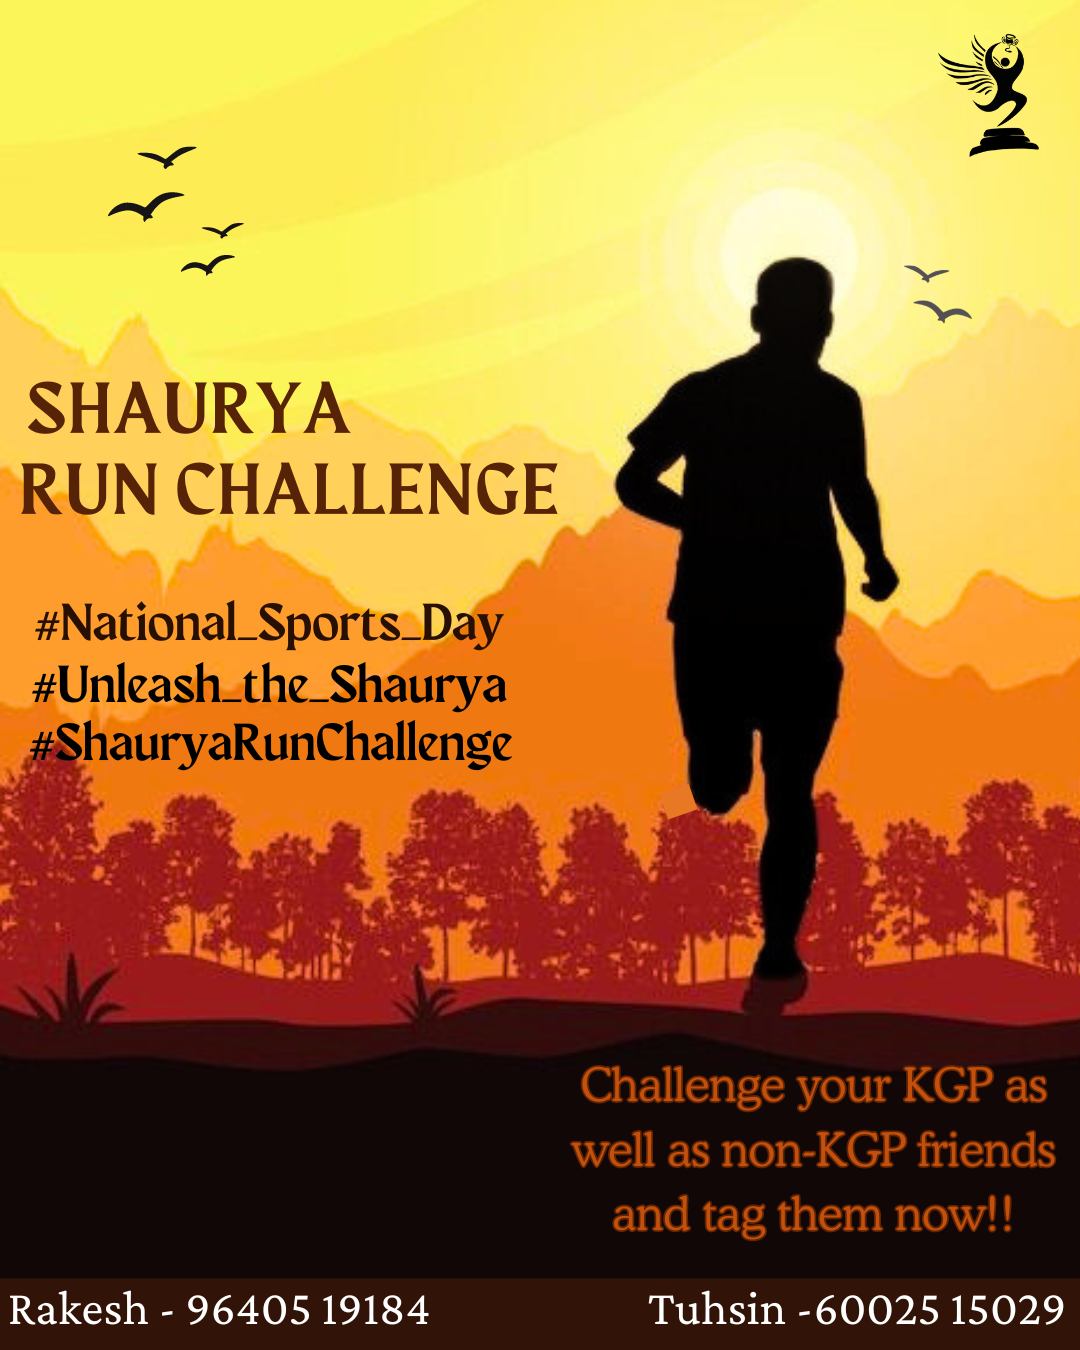 SHAURYA
RUN CHALLENGE
#National_Sports_Day
#Unleash_the_Shaurya
#ShauryaRunChallenge
Challenge your KGP as
well as non-KGP friends
and tag them now!!
Rakesh - 96405 19184
Tuhsin -60025 15029